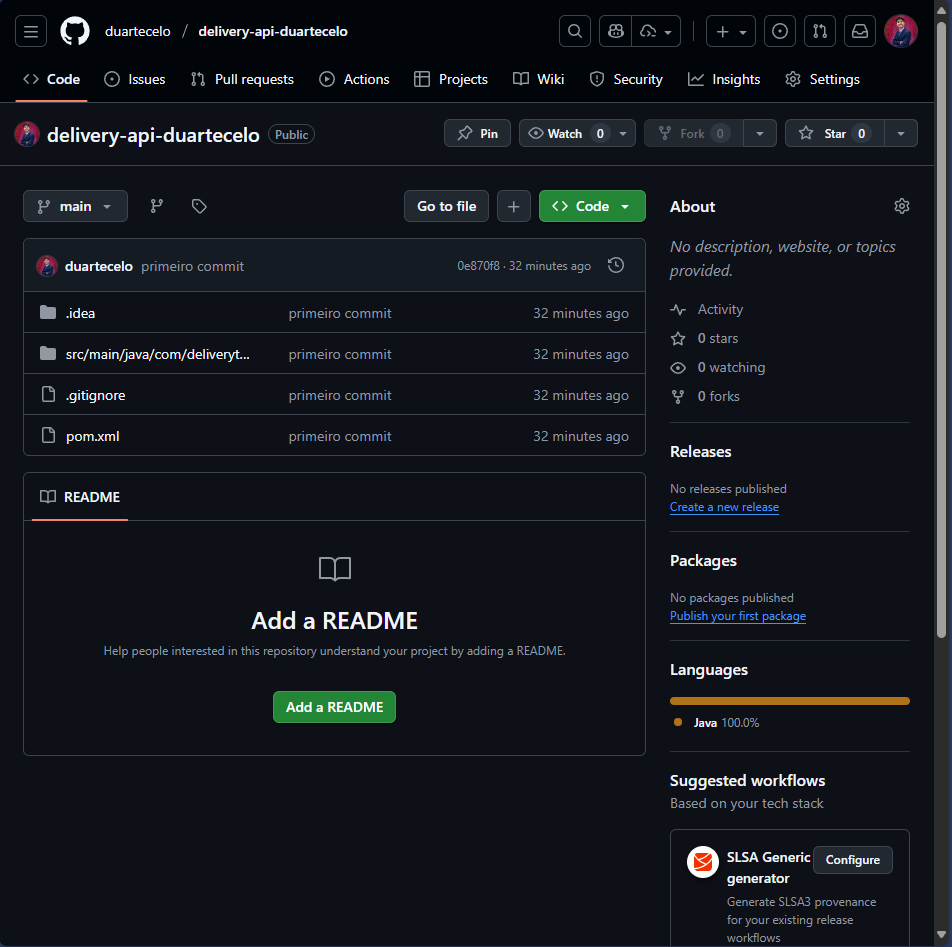 duartecelo / delivery-api-duartecelo
Code Issues Pull requests Actions Projects Wiki Security Insights Settings
delivery-api-duartecelo Public
Pin Watch 0 Fork 0 Star 0
main Go to file Code
duartecelo primeiro commit 0e870f8 · 32 minutes ago
.idea primeiro commit 32 minutes ago
src/main/java/com/deliveryt... primeiro commit 32 minutes ago
.gitignore primeiro commit 32 minutes ago
pom.xml primeiro commit 32 minutes ago
README
Add a README
Help people interested in this repository understand your project by adding a README.
Add a README
About
No description, website, or topics
provided.
Activity
0 stars
0 watching
0 forks
Releases
No releases published
Create a new release
Packages
No packages published
Publish your first package
Languages
Java 100.0%
Suggested workflows
Based on your tech stack
SLSA Generic
generator
Configure
Generate SLSA3 provenance
for your existing release
workflows